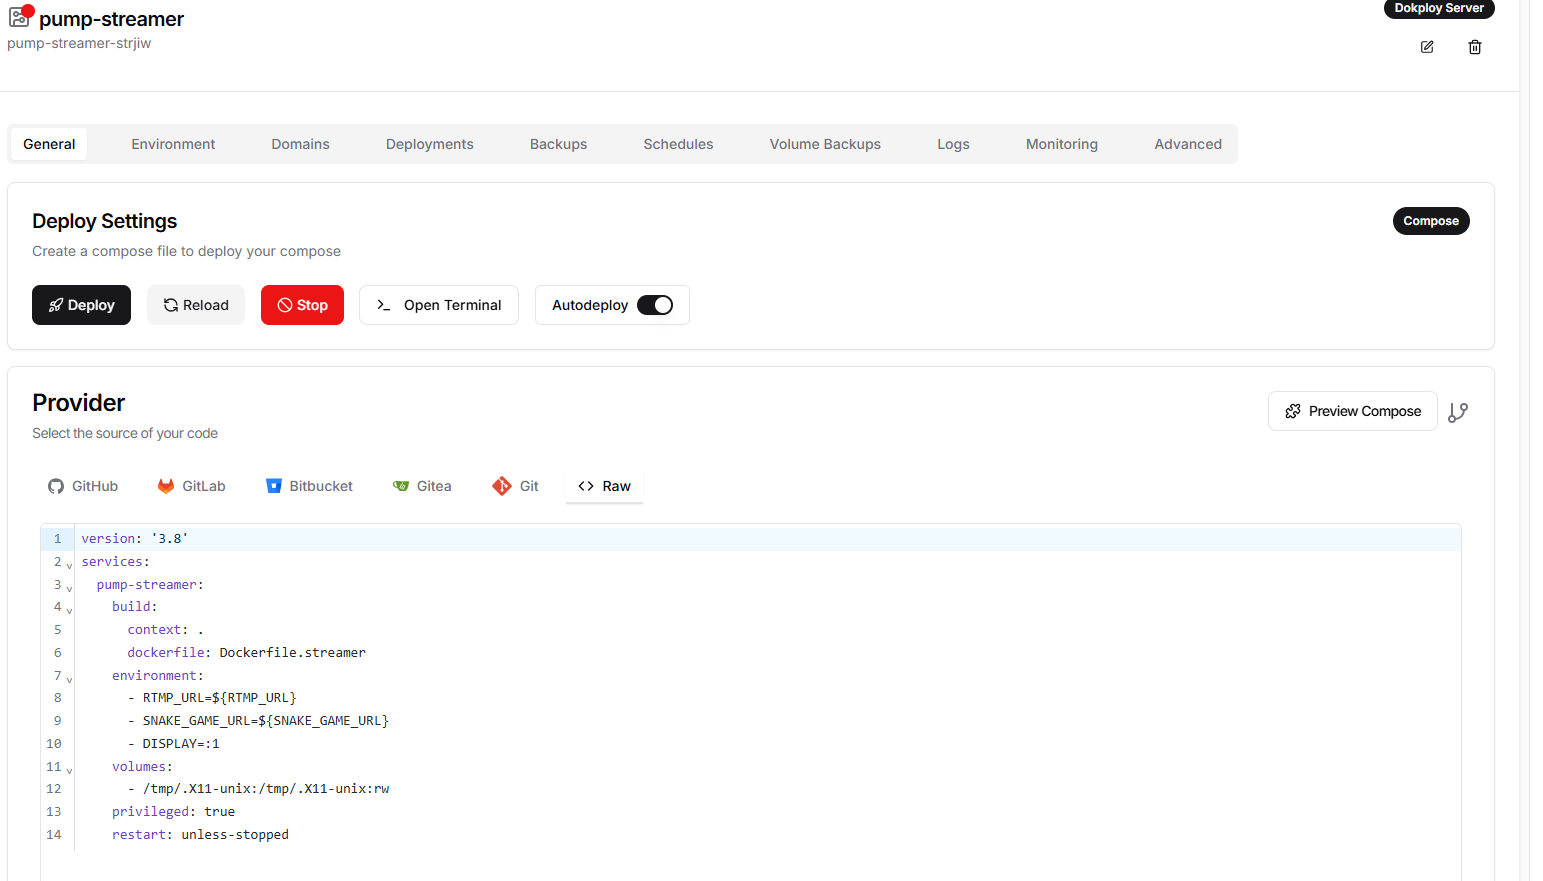 pump-streamer
Dokploy Server
pump-streamer-strjiw
General Environment Domains Deployments Backups Schedules Volume Backups Logs Monitoring Advanced
Deploy Settings
Compose
Create a compose file to deploy your compose
Deploy Reload Stop Open Terminal Autodeploy
Provider
Preview Compose
Select the source of your code
GitHub GitLab Bitbucket Gitea Git Raw
1 version: '3.8'
2 services:
3   pump-streamer:
4     build:
5       context: .
6       dockerfile: Dockerfile.streamer
7     environment:
8       - RTMP_URL=${RTMP_URL}
9       - SNAKE_GAME_URL=${SNAKE_GAME_URL}
10       - DISPLAY=:1
11     volumes:
12       - /tmp/.X11-unix:/tmp/.X11-unix:rw
13     privileged: true
14     restart: unless-stopped